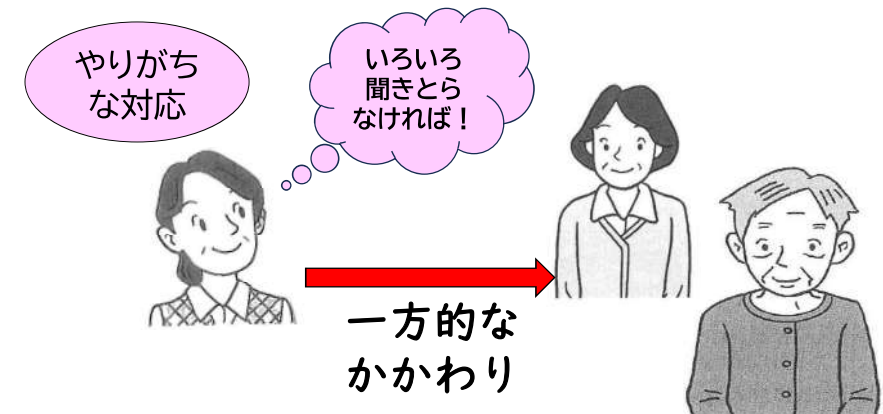 やりがち
な対応
いろいろ
聞きとら
なければ！
一方的な
かかわり